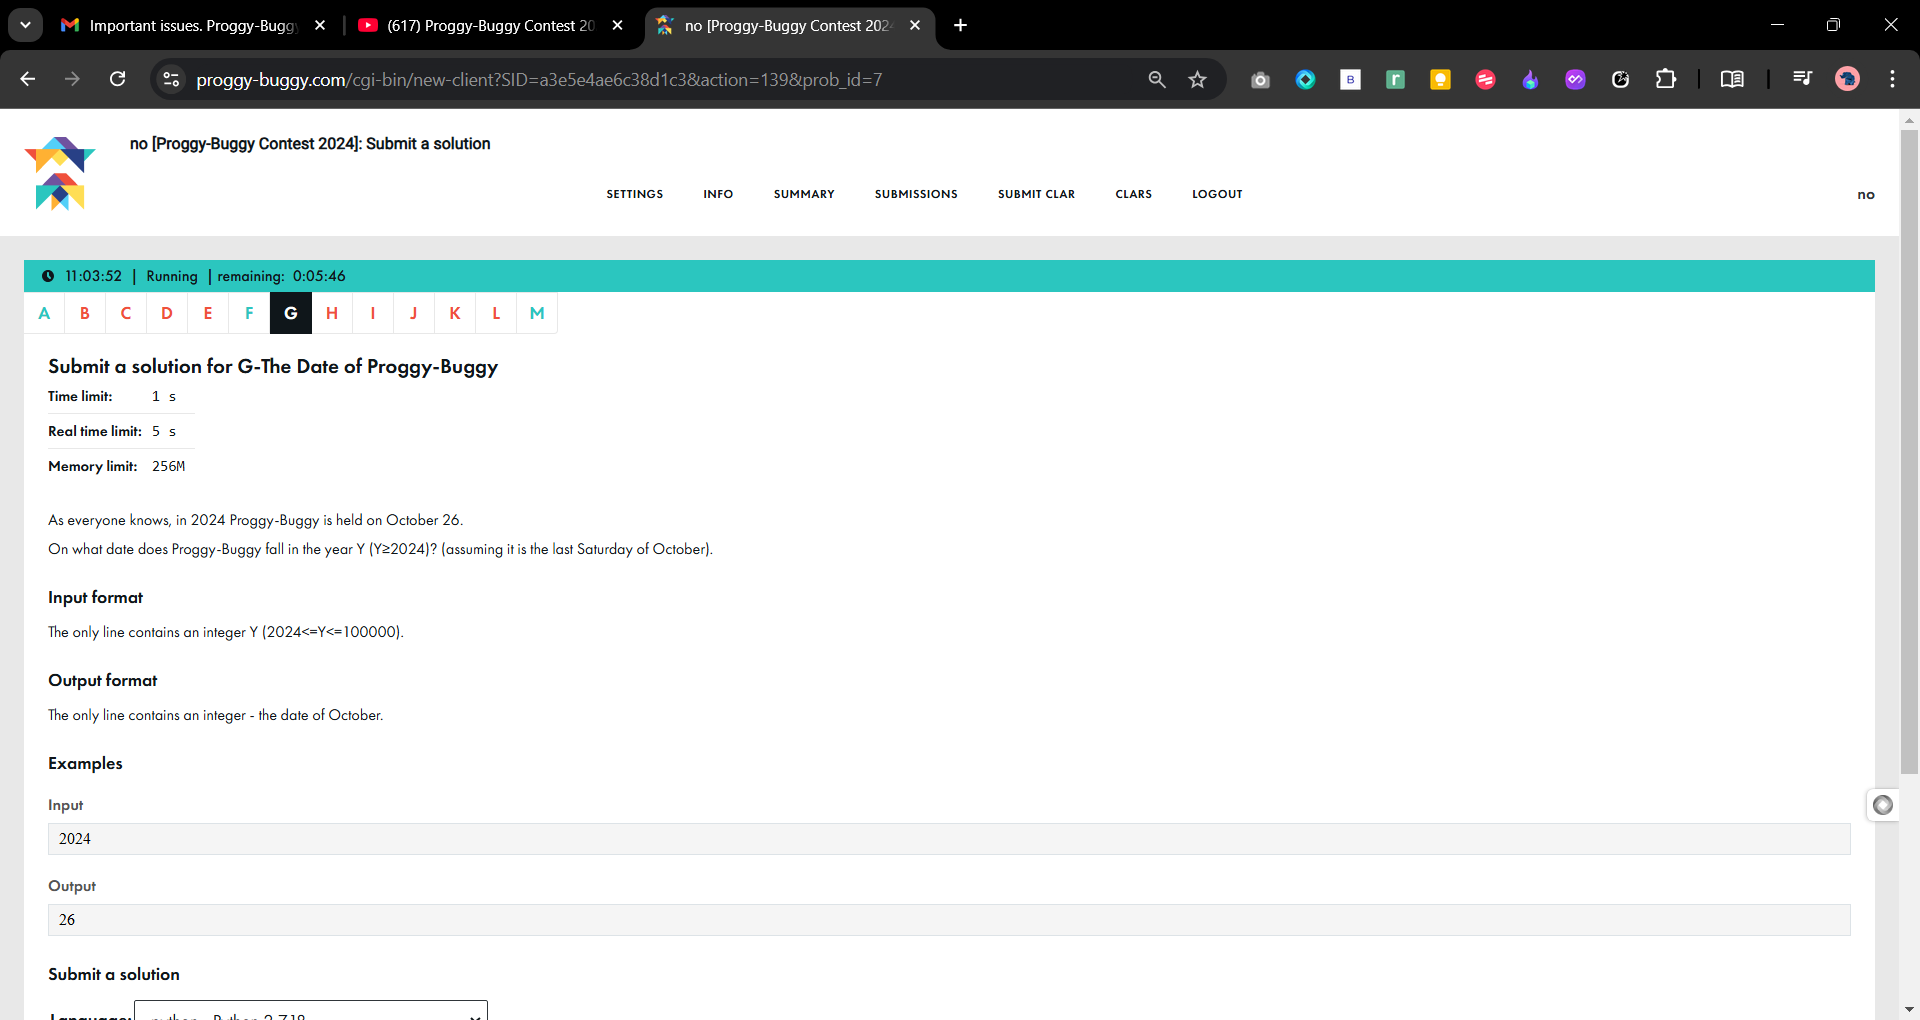 Important issues. Proggy-Bugg
(617) Proggy-Buggy Contest 20
no [Proggy-Buggy Contest 202
proggy-buggy.com/cgi-bin/new-client?SID=a3e5e4ae6c38d1c3&action=139&prob_id=7
no [Proggy-Buggy Contest 2024]: Submit a solution
SETTINGS INFO SUMMARY SUBMISSIONS SUBMIT CLAR CLARS LOGOUT no
11:03:52 | Running | remaining: 0:05:46
A B C D E F G H I J K L M
Submit a solution for G-The Date of Proggy-Buggy
Time limit: 1 s
Real time limit: 5 s
Memory limit: 256M
As everyone knows, in 2024 Proggy-Buggy is held on October 26.
On what date does Proggy-Buggy fall in the year Y (Y≥2024)? (assuming it is the last Saturday of October).
Input format
The only line contains an integer Y (2024<=Y<=100000).
Output format
The only line contains an integer - the date of October.
Examples
Input
2024
Output
26
Submit a solution
Language: python - Python 2.7.18